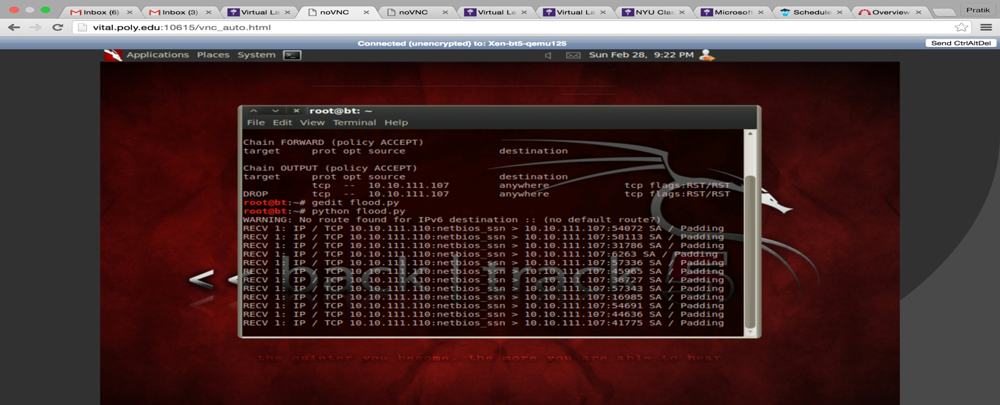 Inbox (6) Inbox (3) Virtual La noVNC noVNC Virtual La Virtual La NYU Clas Microsoft Schedule Overview Pratik
vital.poly.edu:10615/vnc_auto.html
Connected (unencrypted) to: Xen-bt5-qemu125 Send CtrlAltDel
Applications Places System Sun Feb 28, 9:22 PM
root@bt: ~
File Edit View Terminal Help
Chain FORWARD (policy ACCEPT)
target prot opt source destination
Chain OUTPUT (policy ACCEPT)
target prot opt source destination
tcp -- 10.10.111.107 anywhere tcp flags:RST/RST
DROP tcp -- 10.10.111.107 anywhere tcp flags:RST/RST
root@bt:~# gedit flood.py
root@bt:~# python flood.py
WARNING: No route found for IPv6 destination :: (no default route?)
RECV 1: IP / TCP 10.10.111.110:netbios_ssn > 10.10.111.107:54072 SA / Padding
RECV 1: IP / TCP 10.10.111.110:netbios_ssn > 10.10.111.107:58113 SA / Padding
RECV 1: IP / TCP 10.10.111.110:netbios_ssn > 10.10.111.107:31786 SA / Padding
RECV 1: IP / TCP 10.10.111.110:netbios_ssn > 10.10.111.107:6263 SA / Padding
RECV 1: IP / TCP 10.10.111.110:netbios_ssn > 10.10.111.107:57336 SA / Padding
RECV 1: IP / TCP 10.10.111.110:netbios_ssn > 10.10.111.107:45965 SA / Padding
RECV 1: IP / TCP 10.10.111.110:netbios_ssn > 10.10.111.107:38727 SA / Padding
RECV 1: IP / TCP 10.10.111.110:netbios_ssn > 10.10.111.107:57343 SA / Padding
RECV 1: IP / TCP 10.10.111.110:netbios_ssn > 10.10.111.107:16985 SA / Padding
RECV 1: IP / TCP 10.10.111.110:netbios_ssn > 10.10.111.107:54691 SA / Padding
RECV 1: IP / TCP 10.10.111.110:netbios_ssn > 10.10.111.107:44636 SA / Padding
RECV 1: IP / TCP 10.10.111.110:netbios_ssn > 10.10.111.107:41775 SA / Padding
<< back | track 5
the quieter you become, the more you are able to hear